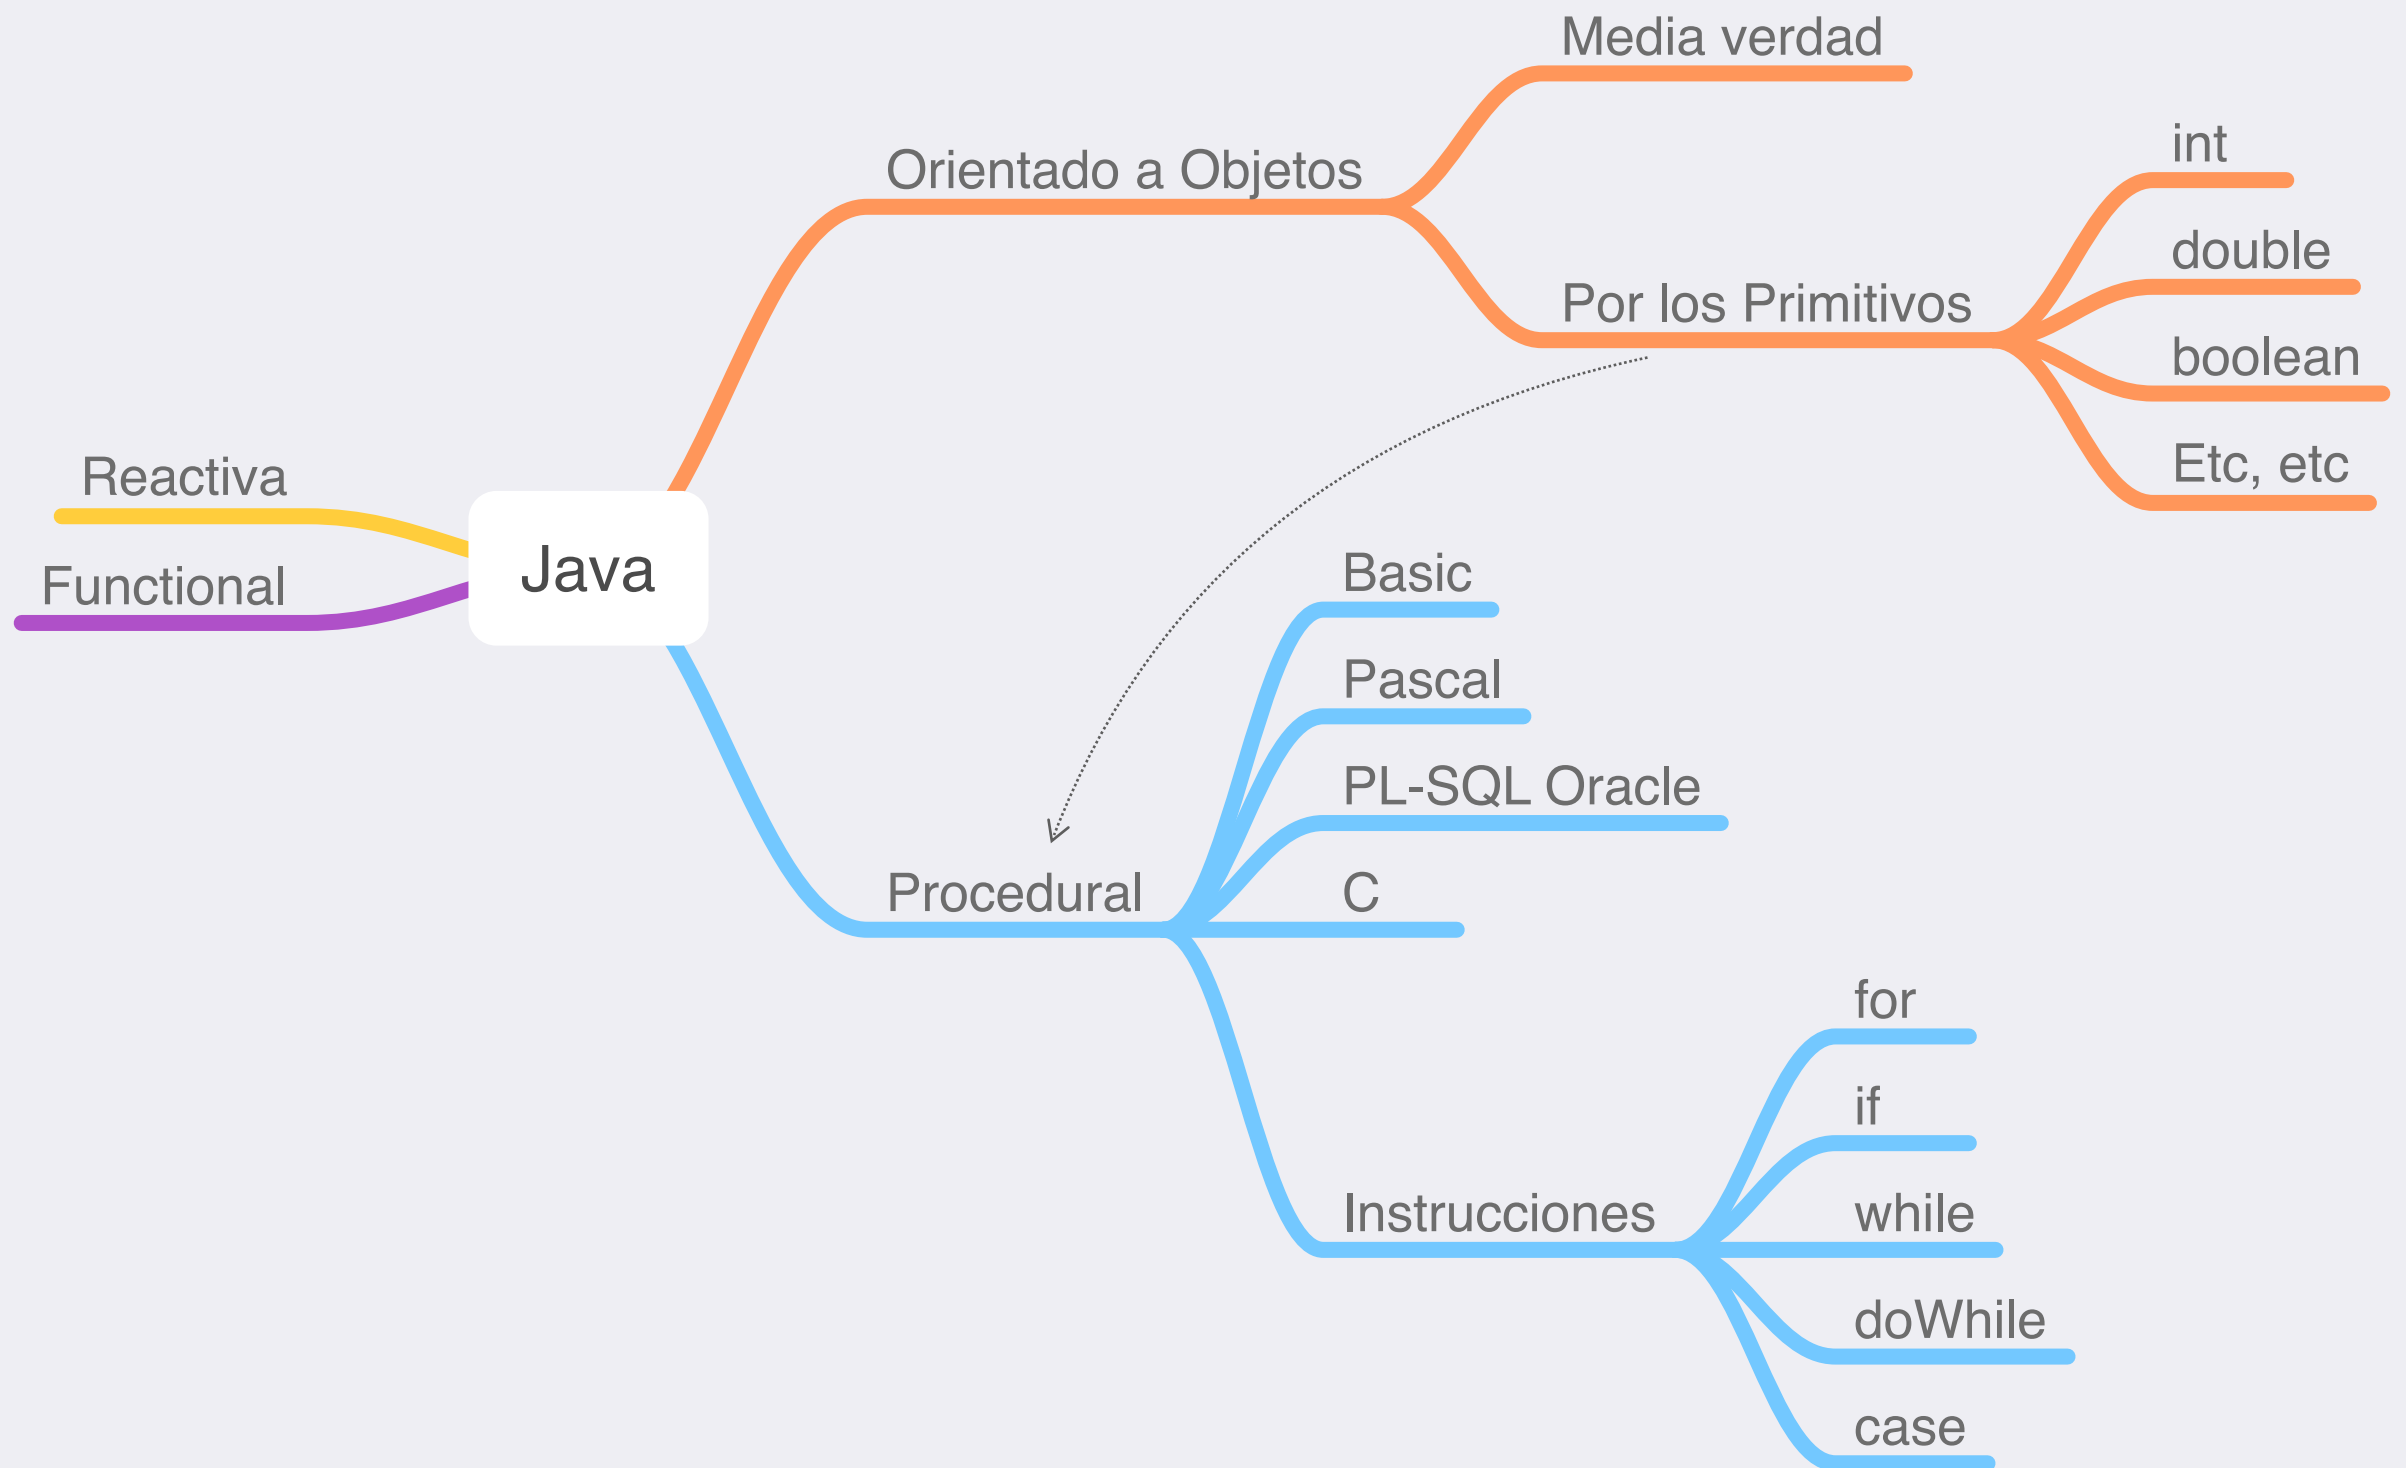 Media verdad
int
Orientado a Objetos
double
Por los Primitivos
boolean
Etc, etc
Reactiva
Java
Functional
Basic
Pascal
PL-SQL Oracle
Procedural
C
for
if
Instrucciones
while
doWhile
case